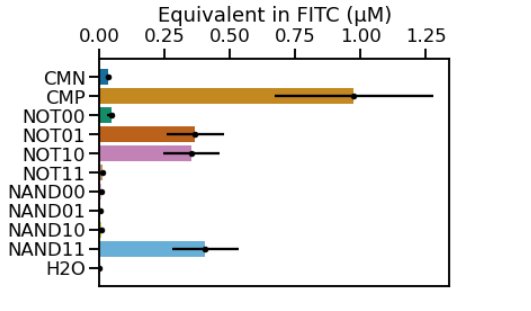 Equivalent in FITC (μM)
0.00 0.25 0.50 0.75 1.00 1.25
CMN
CMP
NOT00
NOT01
NOT10
NOT11
NAND00
NAND01
NAND10
NAND11
H2O